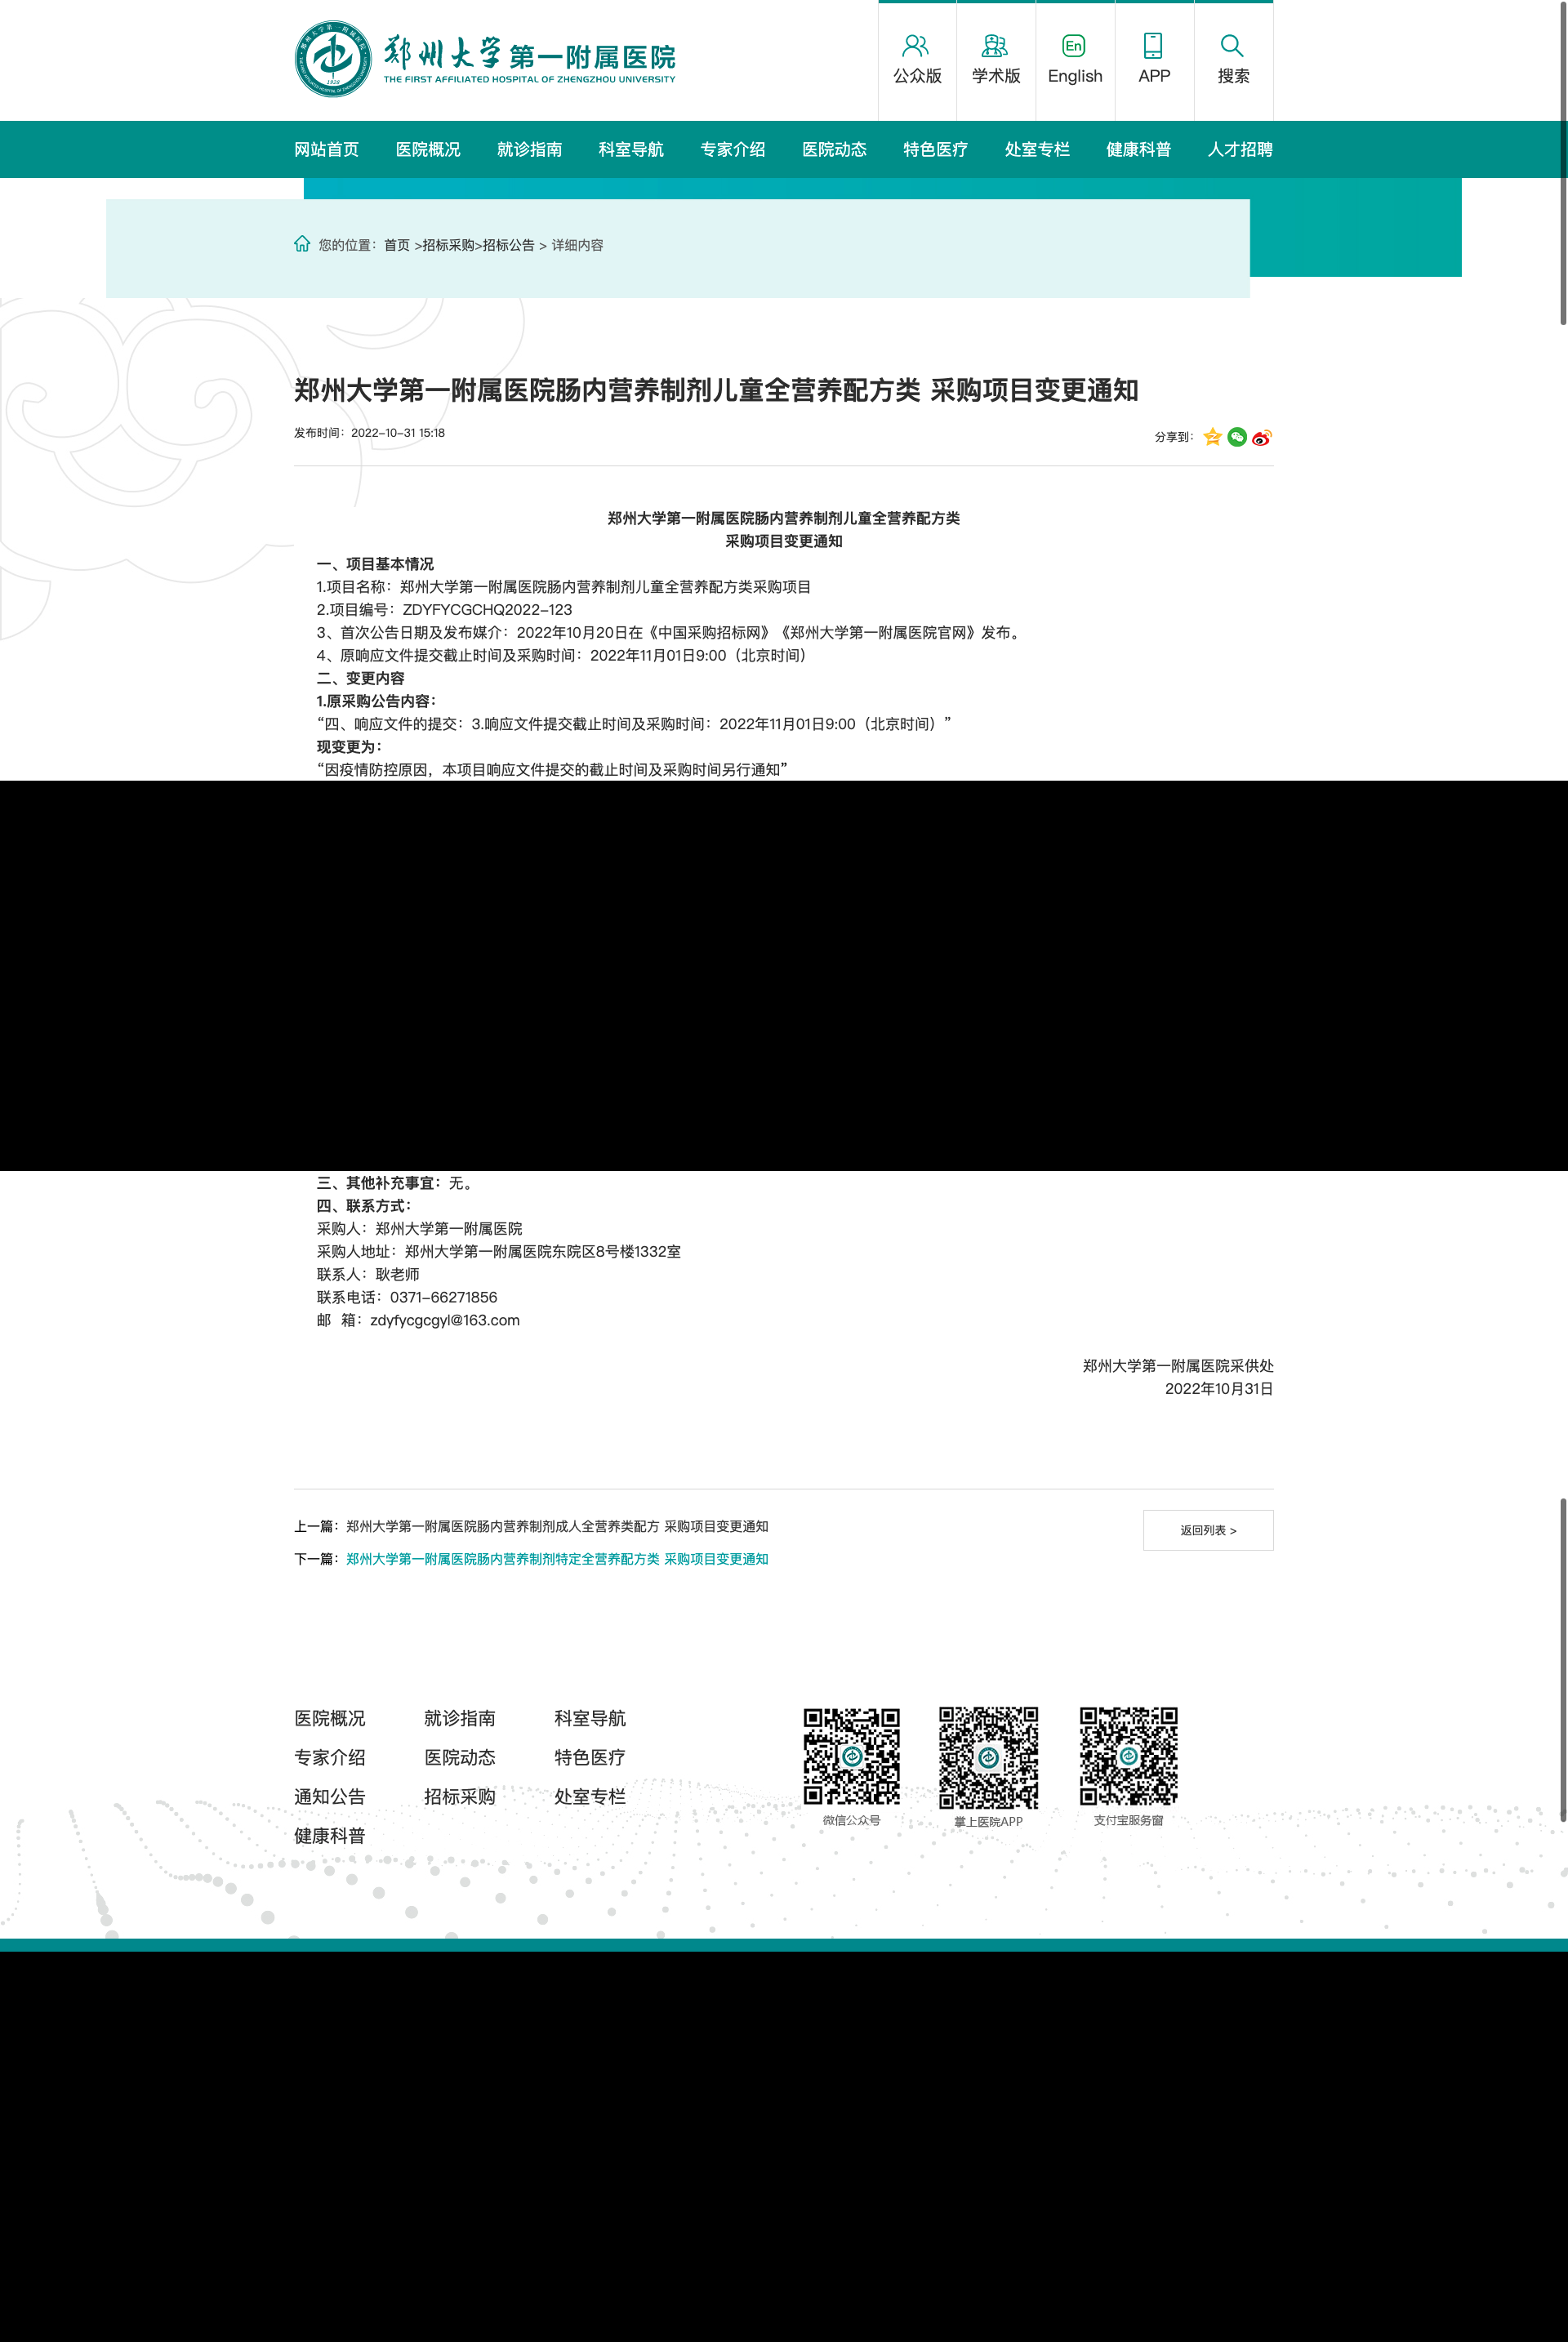 郑州大学第一附属医院
THE FIRST AFFILIATED HOSPITAL OF ZHENGZHOU UNIVERSITY
公众版
学术版
En
English
APP
搜索
网站首页 医院概况 就诊指南 科室导航 专家介绍 医院动态 特色医疗 处室专栏 健康科普 人才招聘
您的位置：首页 >招标采购>招标公告 > 详细内容
郑州大学第一附属医院肠内营养制剂儿童全营养配方类 采购项目变更通知
发布时间：2022-10-31 15:18
分享到：
郑州大学第一附属医院肠内营养制剂儿童全营养配方类
采购项目变更通知
一、项目基本情况
1.项目名称：郑州大学第一附属医院肠内营养制剂儿童全营养配方类采购项目
2.项目编号：ZDYFYCGCHQ2022-123
3、首次公告日期及发布媒介：2022年10月20日在《中国采购招标网》《郑州大学第一附属医院官网》发布。
4、原响应文件提交截止时间及采购时间：2022年11月01日9:00（北京时间）
二、变更内容
1.原采购公告内容：
“四、响应文件的提交：3.响应文件提交截止时间及采购时间：2022年11月01日9:00（北京时间）”
现变更为：
“因疫情防控原因，本项目响应文件提交的截止时间及采购时间另行通知”
三、其他补充事宜：无。
四、联系方式：
采购人：郑州大学第一附属医院
采购人地址：郑州大学第一附属医院东院区8号楼1332室
联系人：耿老师
联系电话：0371-66271856
邮 箱：zdyfycgcgyl@163.com
郑州大学第一附属医院采供处
2022年10月31日
上一篇：郑州大学第一附属医院肠内营养制剂成人全营养类配方 采购项目变更通知
返回列表 >
下一篇：郑州大学第一附属医院肠内营养制剂特定全营养配方类 采购项目变更通知
医院概况 就诊指南 科室导航
专家介绍 医院动态 特色医疗
通知公告 招标采购 处室专栏
健康科普
微信公众号
掌上医院APP
支付宝服务窗